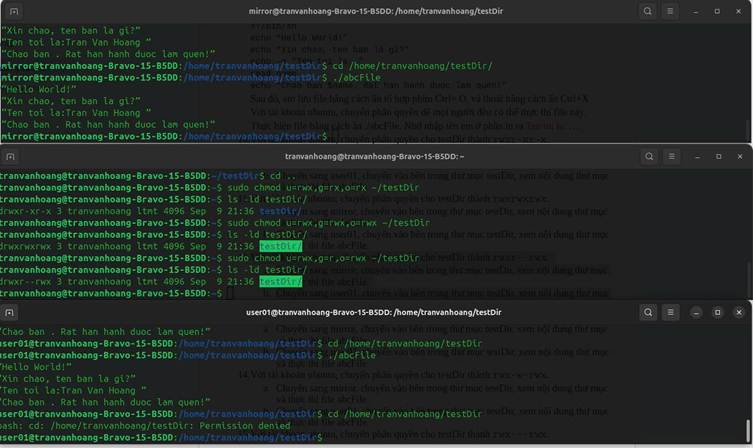 mirror@tranvanhoang-Bravo-15-B5DD: /home/tranvanhoang/testDir
"Xin chao, ten ban la gi?"
"Ten toi la:Tran Van Hoang "
"Chao ban . Rat han hanh duoc lam quen!"
mirror@tranvanhoang-Bravo-15-B5DD:/home/tranvanhoang/testDir$ cd /home/tranvanhoang/testDir/
mirror@tranvanhoang-Bravo-15-B5DD:/home/tranvanhoang/testDir$ ./abcFile
"Hello World!"
"Xin chao, ten ban la gi?"
"Ten toi la:Tran Van Hoang "
"Chao ban . Rat han hanh duoc lam quen!"
mirror@tranvanhoang-Bravo-15-B5DD:/home/tranvanhoang/testDir$
tranvanhoang@tranvanhoang-Bravo-15-B5DD: ~
tranvanhoang@tranvanhoang-Bravo-15-B5DD:~/testDir$ cd ..
tranvanhoang@tranvanhoang-Bravo-15-B5DD:~$ sudo chmod u=rwx,g=rx,o=rx ~/testDir
tranvanhoang@tranvanhoang-Bravo-15-B5DD:~$ ls -ld testDir/
drwxr-xr-x 3 tranvanhoang ltmt 4096 Sep  9 21:36 testDir/
tranvanhoang@tranvanhoang-Bravo-15-B5DD:~$ sudo chmod u=rwx,g=rwx,o=rwx ~/testDir
tranvanhoang@tranvanhoang-Bravo-15-B5DD:~$ ls -ld testDir/
drwxrwxrwx 3 tranvanhoang ltmt 4096 Sep  9 21:36 testDir/
tranvanhoang@tranvanhoang-Bravo-15-B5DD:~$ sudo chmod u=rwx,g=r,o=rwx ~/testDir
tranvanhoang@tranvanhoang-Bravo-15-B5DD:~$ ls -ld testDir/
drwxr--rwx 3 tranvanhoang ltmt 4096 Sep  9 21:36 testDir/
tranvanhoang@tranvanhoang-Bravo-15-B5DD:~$
user01@tranvanhoang-Bravo-15-B5DD: /home/tranvanhoang/testDir
"Chao ban . Rat han hanh duoc lam quen!"
user01@tranvanhoang-Bravo-15-B5DD:/home/tranvanhoang/testDir$ cd /home/tranvanhoang/testDir
user01@tranvanhoang-Bravo-15-B5DD:/home/tranvanhoang/testDir$ ./abcFile
"Hello World!"
"Xin chao, ten ban la gi?"
"Ten toi la:Tran Van Hoang "
"Chao ban . Rat han hanh duoc lam quen!"
user01@tranvanhoang-Bravo-15-B5DD:/home/tranvanhoang/testDir$ cd /home/tranvanhoang/testDir
bash: cd: /home/tranvanhoang/testDir: Permission denied
user01@tranvanhoang-Bravo-15-B5DD:/home/tranvanhoang/testDir$